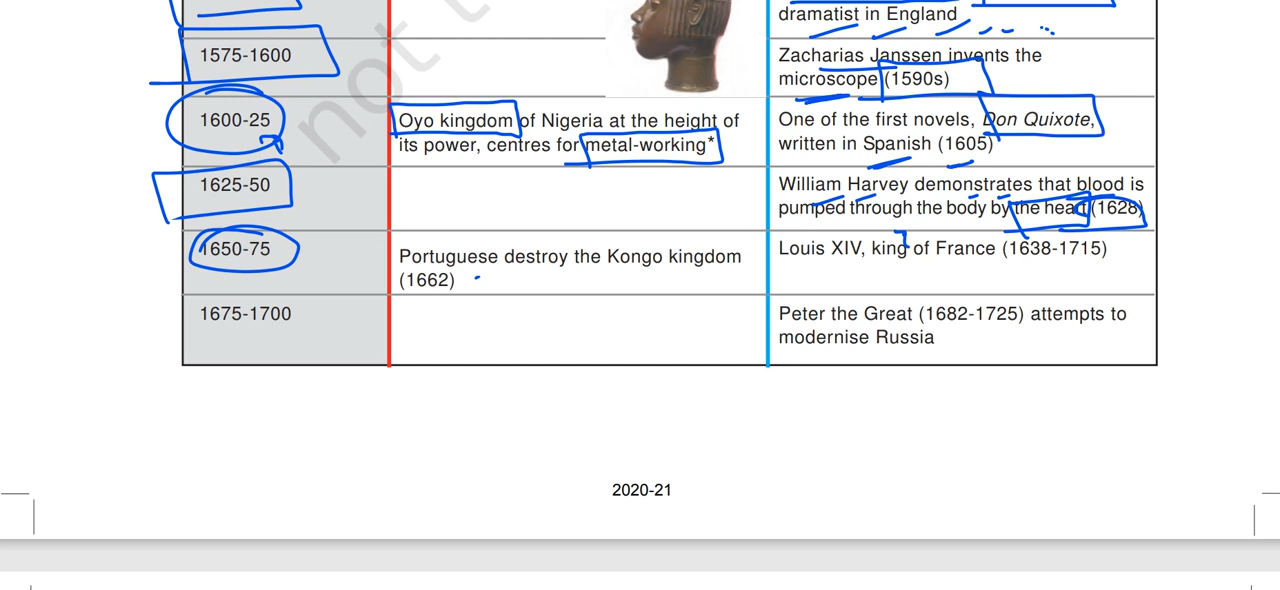 dramatist in England
1575-1600
Zacharias Janssen invents the
microscope (1590s)
1600-25
Oyo kingdom of Nigeria at the height of
its power, centres for metal-working*
One of the first novels, Don Quixote,
written in Spanish (1605)
1625-50
William Harvey demonstrates that blood is
pumped through the body by the heart (1628)
1650-75
Portuguese destroy the Kongo kingdom
(1662)
Louis XIV, king of France (1638-1715)
1675-1700
Peter the Great (1682-1725) attempts to
modernise Russia
not
2020-21